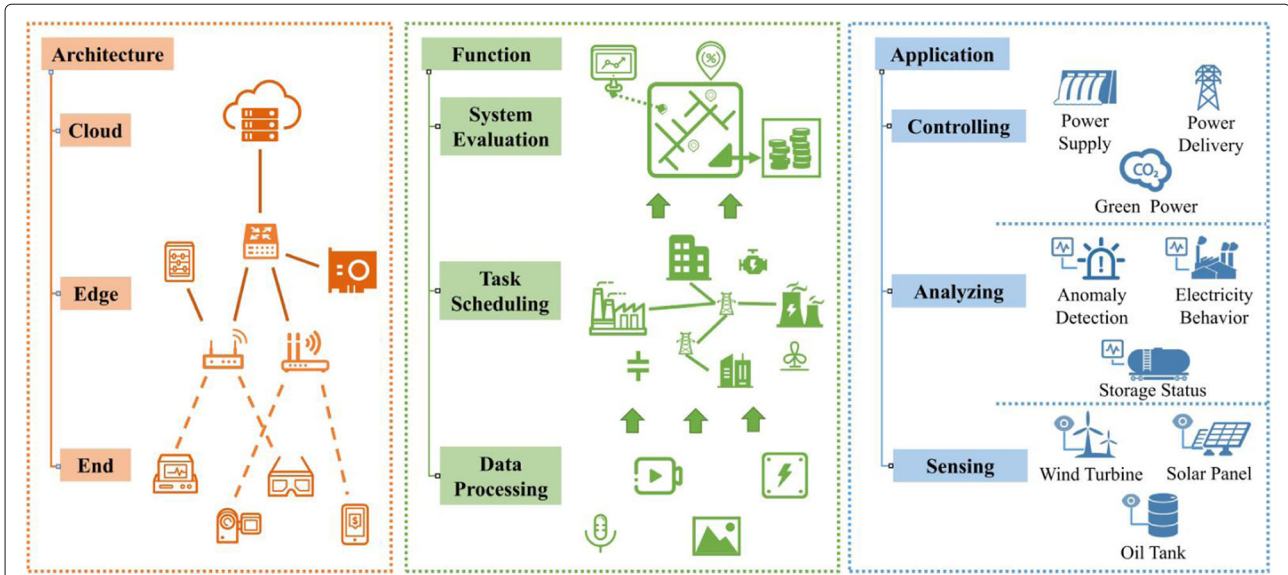 Architecture
Cloud
Edge
End
Function
System
Evaluation
%
Task
Scheduling
Data
Processing
$
Application
Controlling
Power
Supply
Power
Delivery
CO₂
Green Power
Analyzing
Anomaly
Detection
Electricity
Behavior
Storage Status
Sensing
Wind Turbine
Solar Panel
Oil Tank